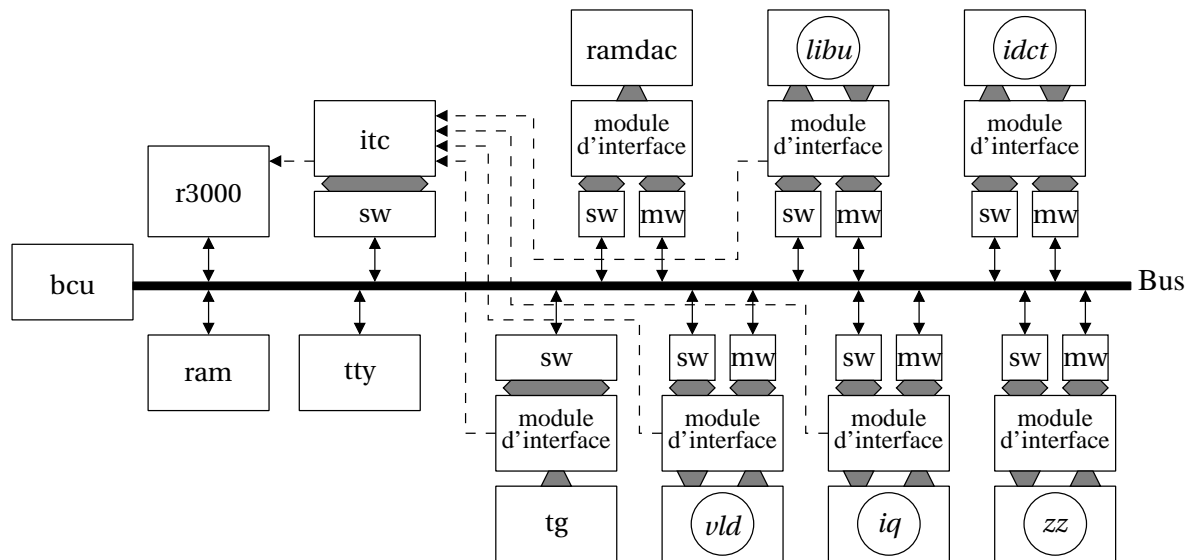 ramdac
libu
idct
itc
module
d'interface
module
d'interface
module
d'interface
r3000
sw
sw
mw
sw
mw
sw
mw
bcu
Bus
ram
tty
sw
sw
mw
sw
mw
sw
mw
module
d'interface
module
d'interface
module
d'interface
module
d'interface
tg
vld
iq
zz